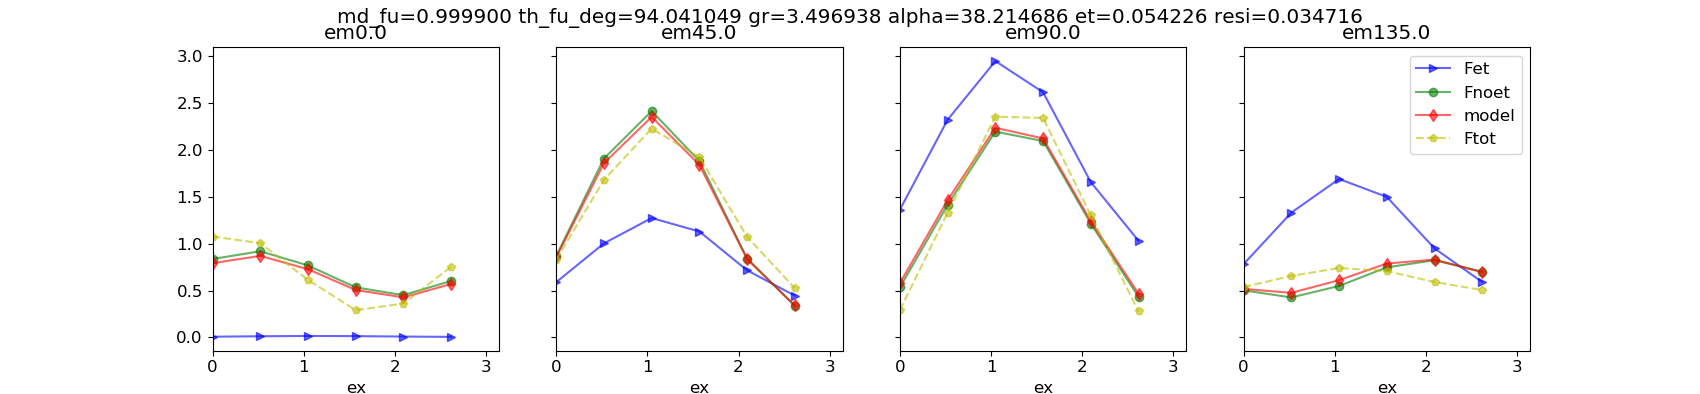 md_fu=0.999900 th_fu_deg=94.041049 gr=3.496938 alpha=38.214686 et=0.054226 resi=0.034716
em0.0 em45.0 em90.0 em135.0
3.0
2.5
2.0
1.5
1.0
0.5
0.0
Fet
Fnoet
model
Ftot
0 1 2 3 0 1 2 3 0 1 2 3 0 1 2 3
ex ex ex ex